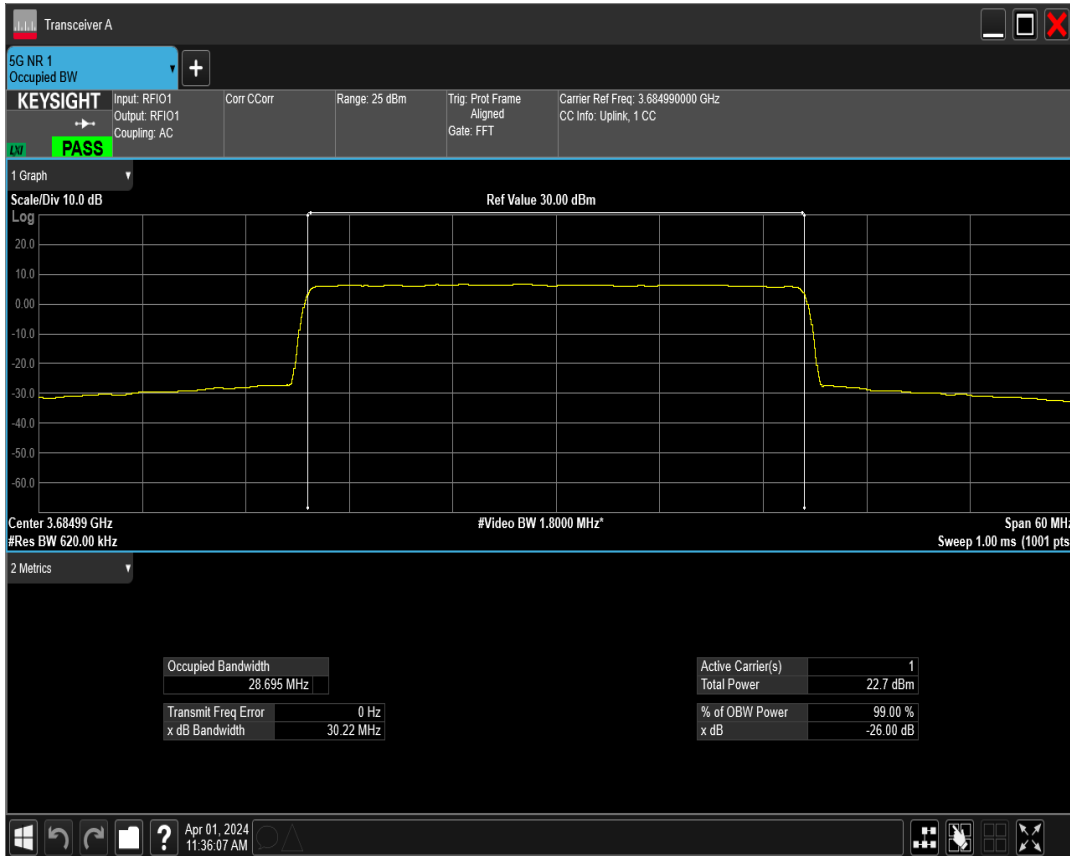 Transceiver A
5G NR 1
Occupied BW
+
KEYSIGHT
LXI
PASS
Input: RFIO1
Output: RFIO1
Coupling: AC
Corr CCorr
Range: 25 dBm
Trig: Prot Frame
Aligned
Gate: FFT
Carrier Ref Freq: 3.684990000 GHz
CC Info: Uplink, 1 CC
1 Graph
Scale/Div 10.0 dB
Ref Value 30.00 dBm
Log
20.0
10.0
0.00
-10.0
-20.0
-30.0
-40.0
-50.0
-60.0
Center 3.68499 GHz
#Video BW 1.8000 MHz*
Span 60 MHz
#Res BW 620.00 kHz
Sweep 1.00 ms (1001 pts
2 Metrics
Occupied Bandwidth
28.695 MHz
Transmit Freq Error 0 Hz
x dB Bandwidth 30.22 MHz
Active Carrier(s) 1
Total Power 22.7 dBm
% of OBW Power 99.00 %
x dB -26.00 dB
?
Apr 01, 2024
11:36:07 AM